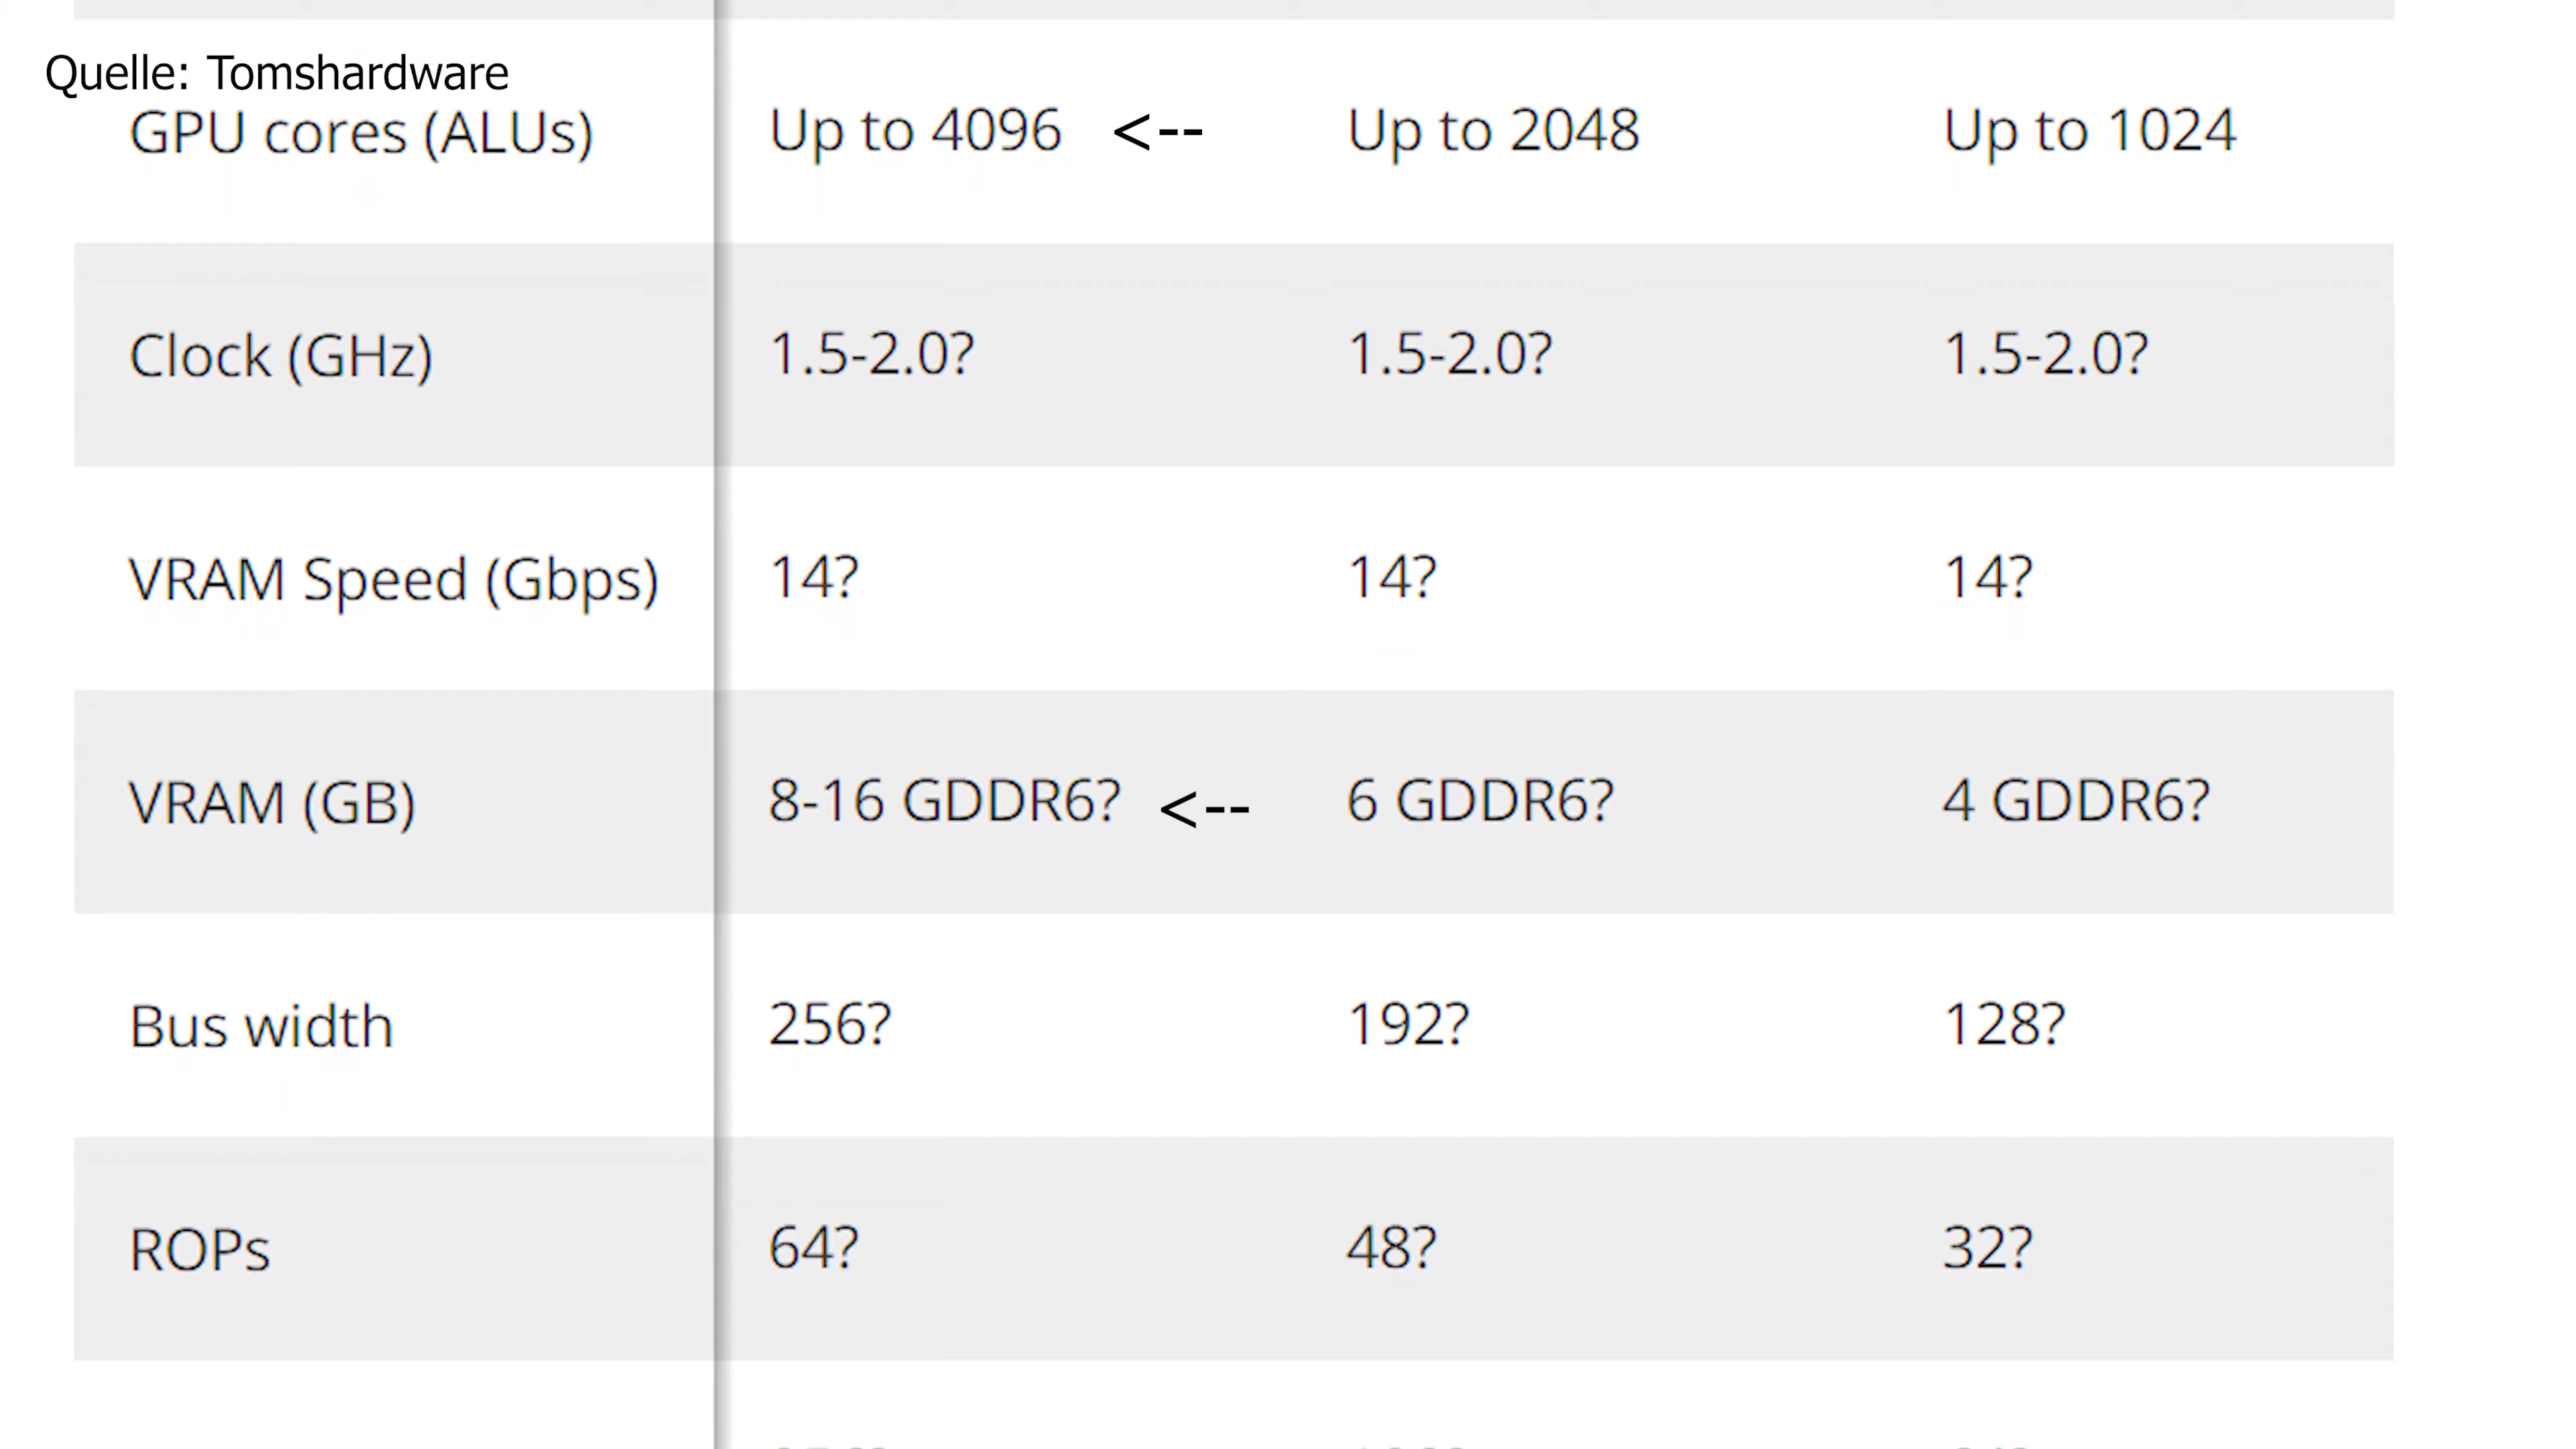 Quelle: Tomshardware
GPU cores (ALUs) Up to 4096 <-- Up to 2048 Up to 1024
Clock (GHz) 1.5-2.0? 1.5-2.0? 1.5-2.0?
VRAM Speed (Gbps) 14? 14? 14?
VRAM (GB) 8-16 GDDR6? <-- 6 GDDR6? 4 GDDR6?
Bus width 256? 192? 128?
ROPs 64? 48? 32?